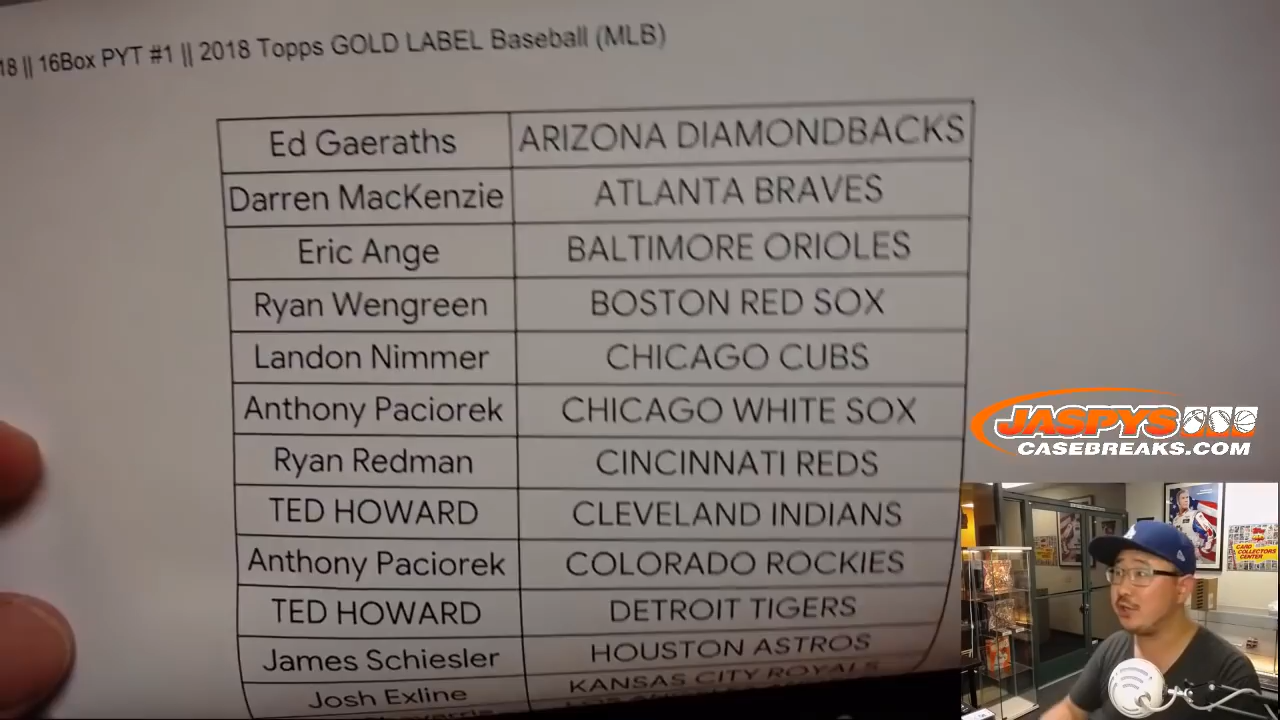 18 || 16Box PYT #1 || 2018 Topps GOLD LABEL Baseball (MLB)
Ed Gaeraths ARIZONA DIAMONDBACKS
Darren MacKenzie ATLANTA BRAVES
Eric Ange BALTIMORE ORIOLES
Ryan Wengreen BOSTON RED SOX
Landon Nimmer CHICAGO CUBS
Anthony Paciorek CHICAGO WHITE SOX
Ryan Redman CINCINNATI REDS
TED HOWARD CLEVELAND INDIANS
Anthony Paciorek COLORADO ROCKIES
TED HOWARD DETROIT TIGERS
James Schiesler HOUSTON ASTROS
Josh Exline KANSAS CITY ROYALS
JASPYS
CASEBREAKS.COM
CARD
COLLECTORS
CENTER